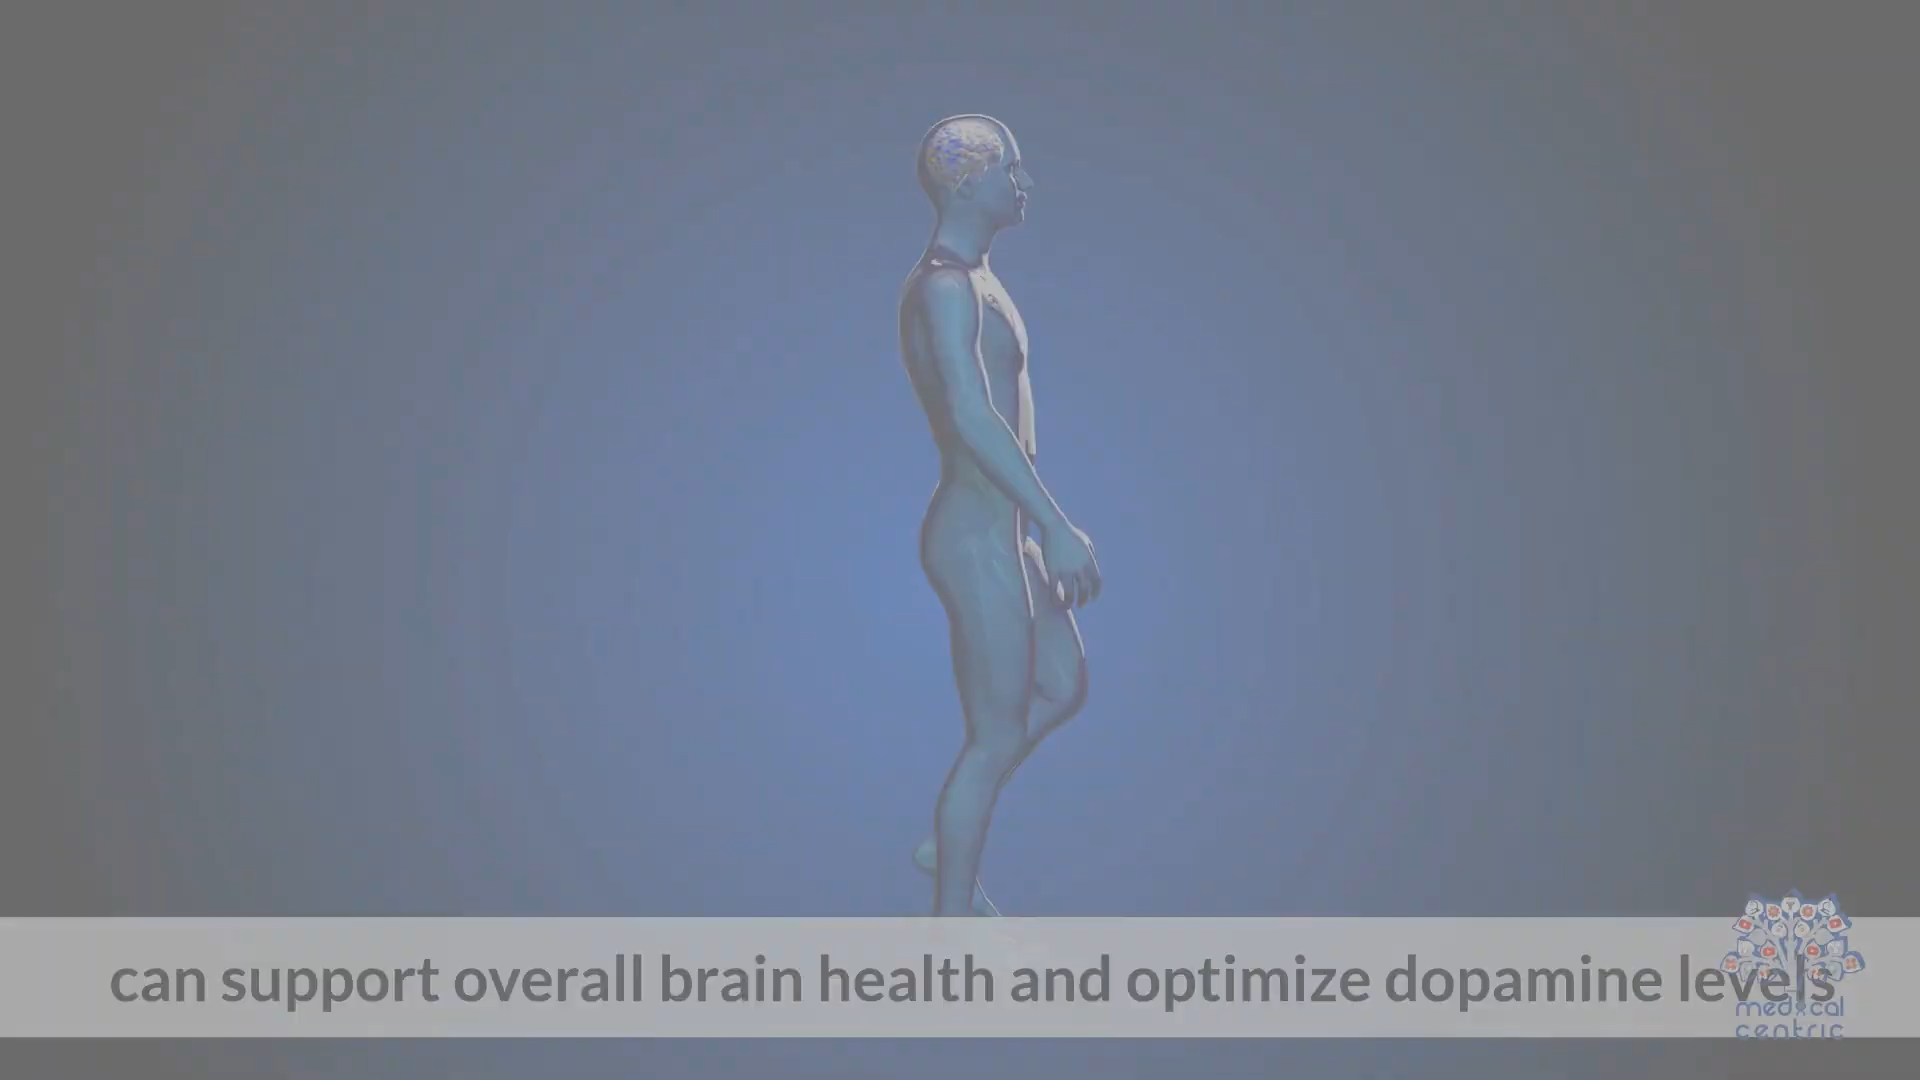 can support overall brain health and optimize dopamine levels
medical
centric